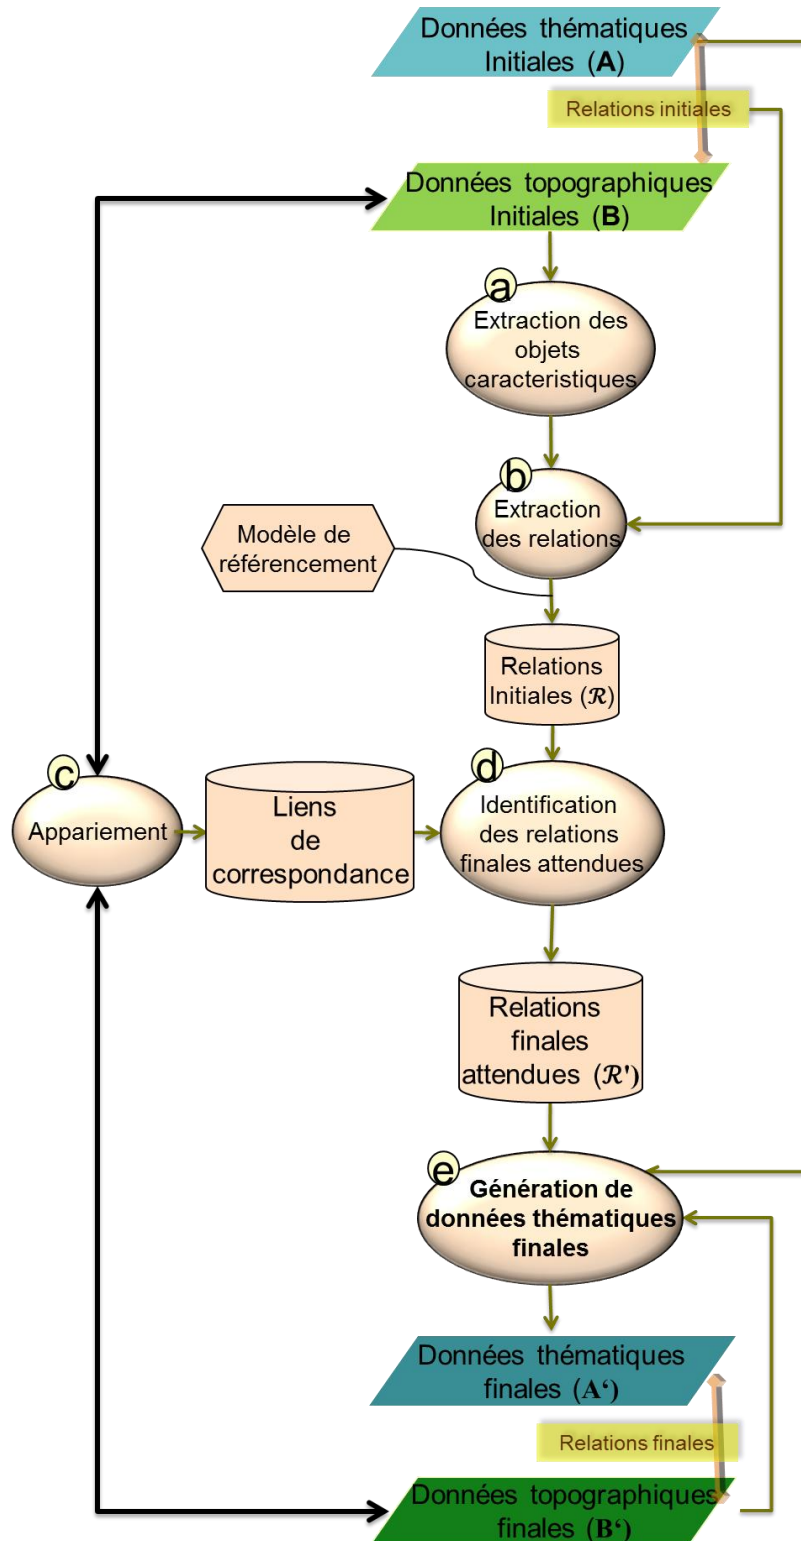 Données thématiques
Initiales (A)
Relations initiales
Données topographiques
Initiales (B)
a
Extraction des
objets
caracteristiques
b
Extraction
des relations
Modèle de
référencement
Relations
Initiales (ℛ)
c
Appariement
Liens
de
correspondance
d
Identification
des relations
finales attendues
Relations
finales
attendues (ℛ')
e
Génération de
données thématiques
finales
Données thématiques
finales (A‘)
Relations finales
Données topographiques
finales (B‘)